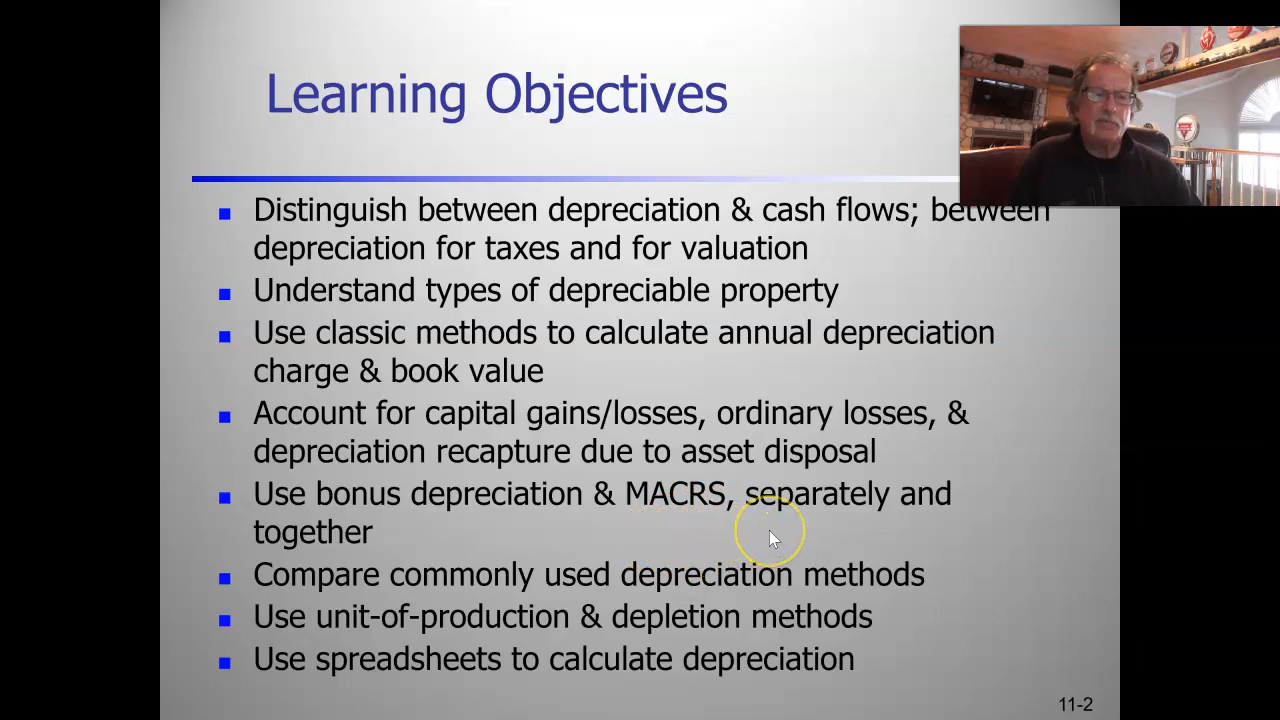 Learning Objectives
Distinguish between depreciation & cash flows; between
depreciation for taxes and for valuation
Understand types of depreciable property
Use classic methods to calculate annual depreciation
charge & book value
Account for capital gains/losses, ordinary losses, &
depreciation recapture due to asset disposal
Use bonus depreciation & MACRS, separately and
together
Compare commonly used depreciation methods
Use unit-of-production & depletion methods
Use spreadsheets to calculate depreciation
11-2